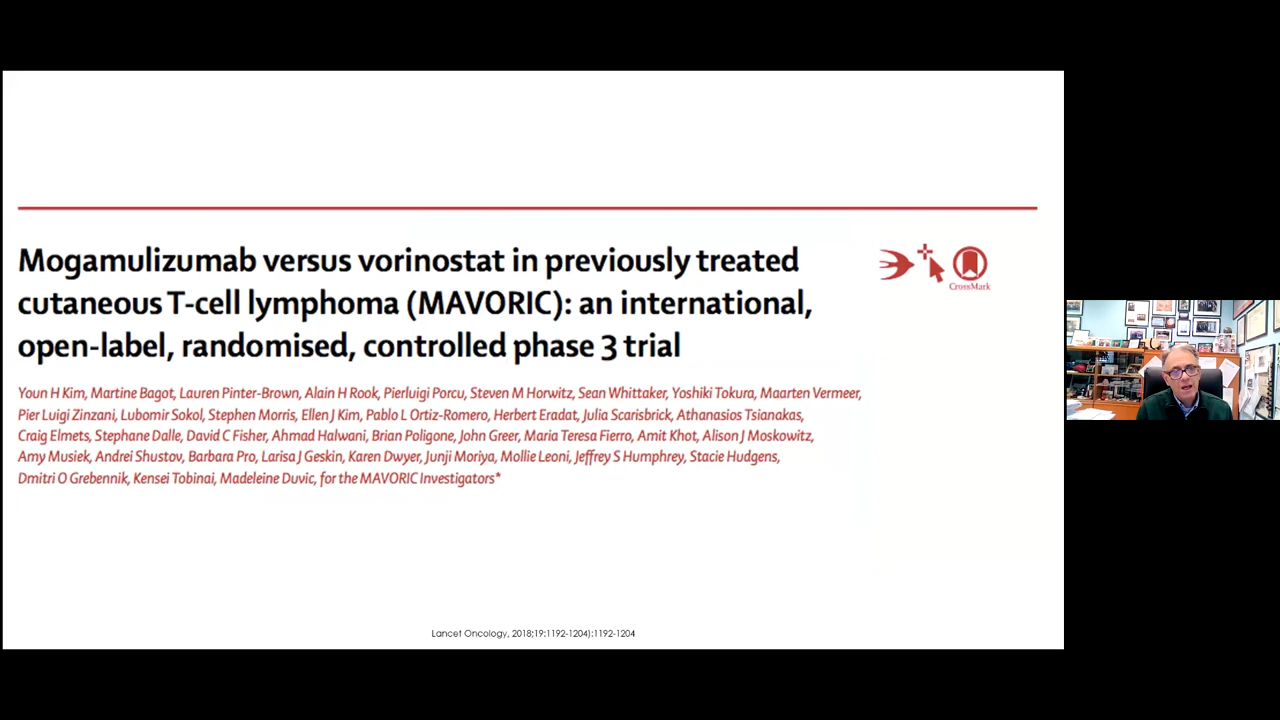 Mogamulizumab versus vorinostat in previously treated
cutaneous T-cell lymphoma (MAVORIC): an international,
open-label, randomised, controlled phase 3 trial
CrossMark
Youn H Kim, Martine Bagot, Lauren Pinter-Brown, Alain H Rook, Pierluigi Porcu, Steven M Horwitz, Sean Whittaker, Yoshiki Tokura, Maarten Vermeer,
Pier Luigi Zinzani, Lubomir Sokol, Stephen Morris, Ellen J Kim, Pablo L Ortiz-Romero, Herbert Eradat, Julia Scarisbrick, Athanasios Tsianakas,
Craig Elmets, Stephane Dalle, David C Fisher, Ahmad Halwani, Brian Poligone, John Greer, Maria Teresa Fierro, Amit Khot, Alison J Moskowitz,
Amy Musiek, Andrei Shustov, Barbara Pro, Larisa J Geskin, Karen Dwyer, Junji Moriya, Mollie Leoni, Jeffrey S Humphrey, Stacie Hudgens,
Dmitri O Grebennik, Kensei Tobinai, Madeleine Duvic, for the MAVORIC Investigators*
Lancet Oncology, 2018;19:1192-1204):1192-1204